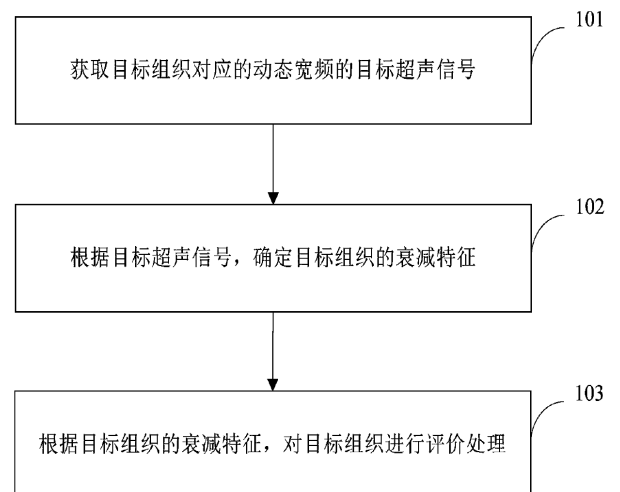 101
获取目标组织对应的动态宽频的目标超声信号
102
根据目标超声信号，确定目标组织的衰减特征
103
根据目标组织的衰减特征，对目标组织进行评价处理